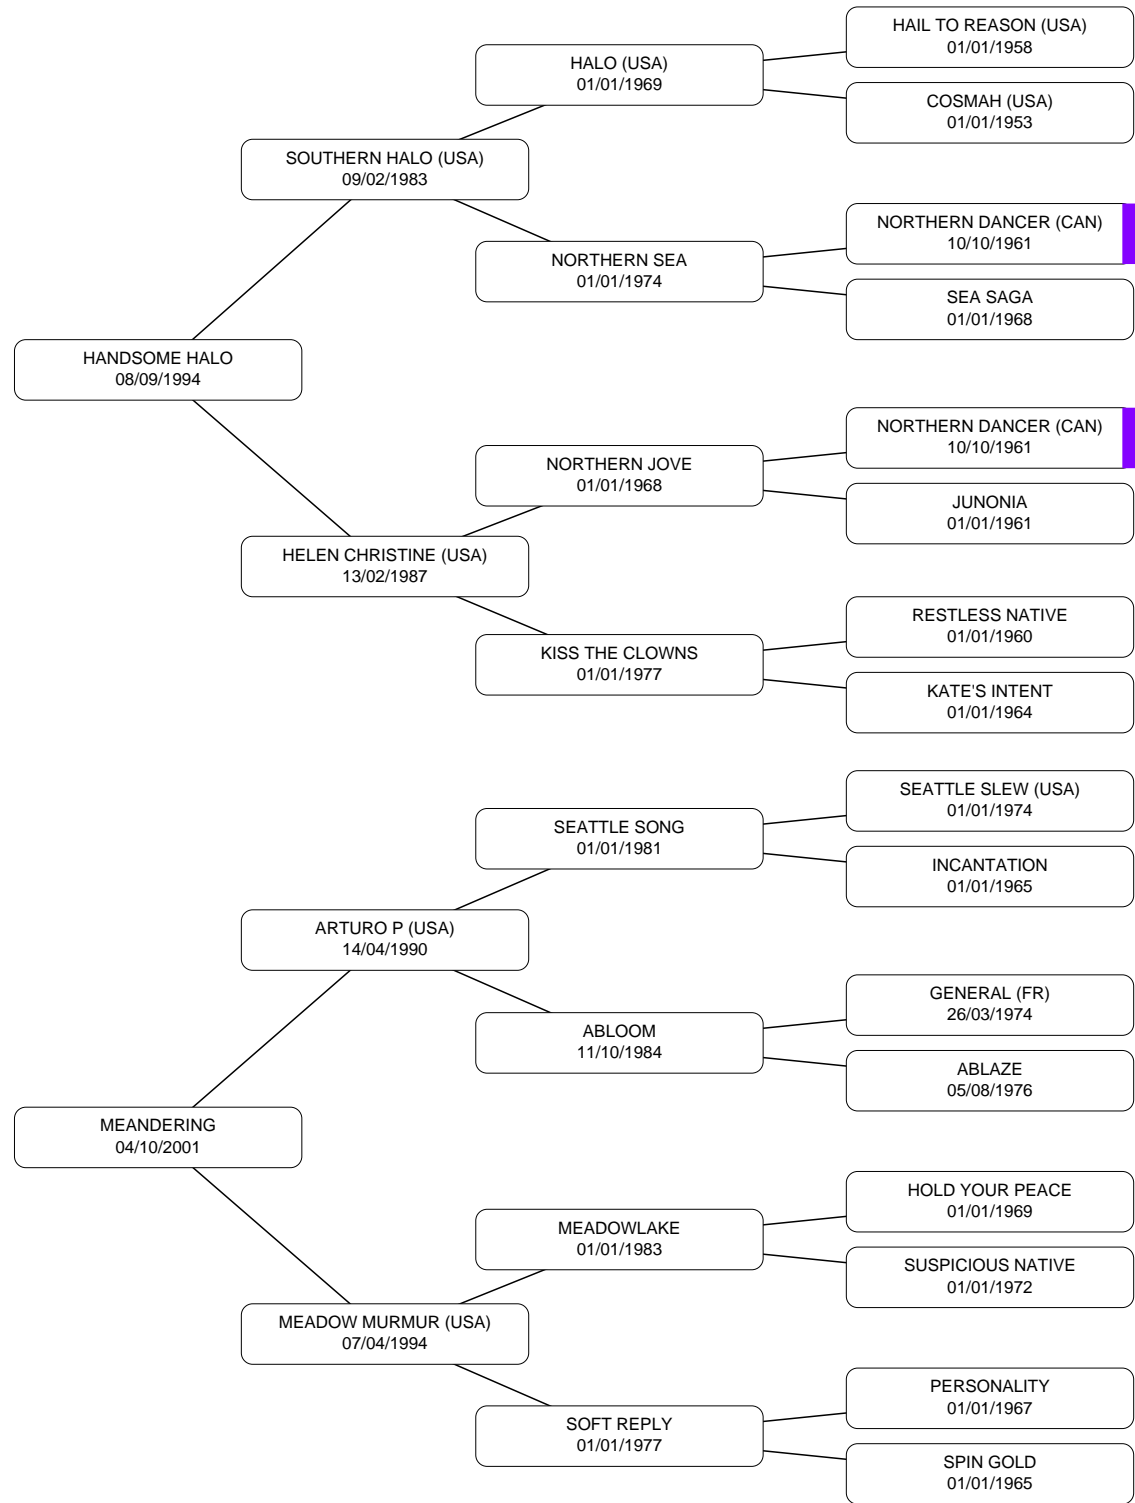 HAIL TO REASON (USA)
01/01/1958
HALO (USA)
01/01/1969
COSMAH (USA)
01/01/1953
SOUTHERN HALO (USA)
09/02/1983
NORTHERN DANCER (CAN)
10/10/1961
NORTHERN SEA
01/01/1974
SEA SAGA
01/01/1968
HANDSOME HALO
08/09/1994
NORTHERN DANCER (CAN)
10/10/1961
NORTHERN JOVE
01/01/1968
JUNONIA
01/01/1961
HELEN CHRISTINE (USA)
13/02/1987
RESTLESS NATIVE
01/01/1960
KISS THE CLOWNS
01/01/1977
KATE'S INTENT
01/01/1964
SEATTLE SLEW (USA)
01/01/1974
SEATTLE SONG
01/01/1981
INCANTATION
01/01/1965
ARTURO P (USA)
14/04/1990
GENERAL (FR)
26/03/1974
ABLOOM
11/10/1984
ABLAZE
05/08/1976
MEANDERING
04/10/2001
HOLD YOUR PEACE
01/01/1969
MEADOWLAKE
01/01/1983
SUSPICIOUS NATIVE
01/01/1972
MEADOW MURMUR (USA)
07/04/1994
PERSONALITY
01/01/1967
SOFT REPLY
01/01/1977
SPIN GOLD
01/01/1965